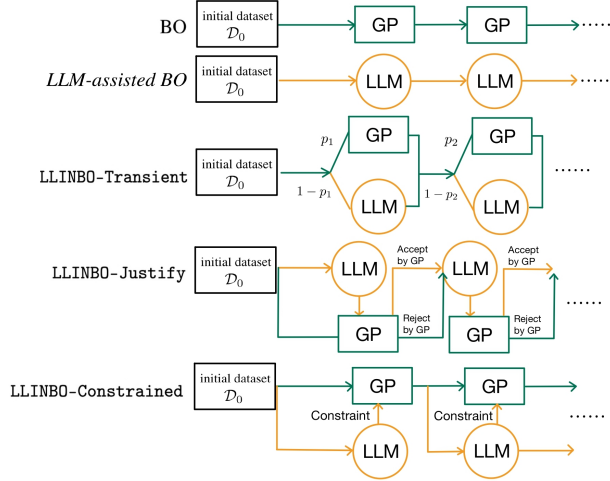 BO
initial dataset
𝒟₀
GP
GP
......
LLM-assisted BO
initial dataset
𝒟₀
LLM
LLM
......
LLINBO-Transient
initial dataset
𝒟₀
p₁
1 − p₁
GP
LLM
p₂
1 − p₂
GP
LLM
......
LLINBO-Justify
initial dataset
𝒟₀
LLM
GP
Accept
by GP
Reject
by GP
LLM
GP
Accept
by GP
Reject
by GP
......
LLINBO-Constrained
initial dataset
𝒟₀
GP
Constraint
LLM
GP
Constraint
LLM
......